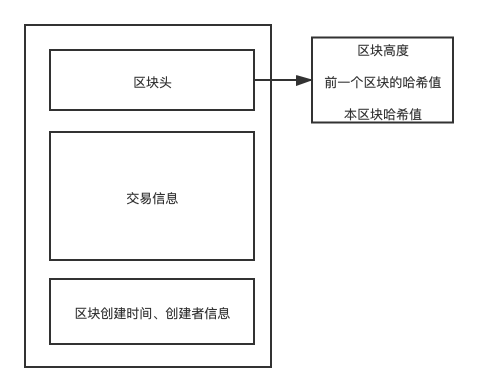 区块头
区块高度
前一个区块的哈希值
本区块哈希值
交易信息
区块创建时间、创建者信息